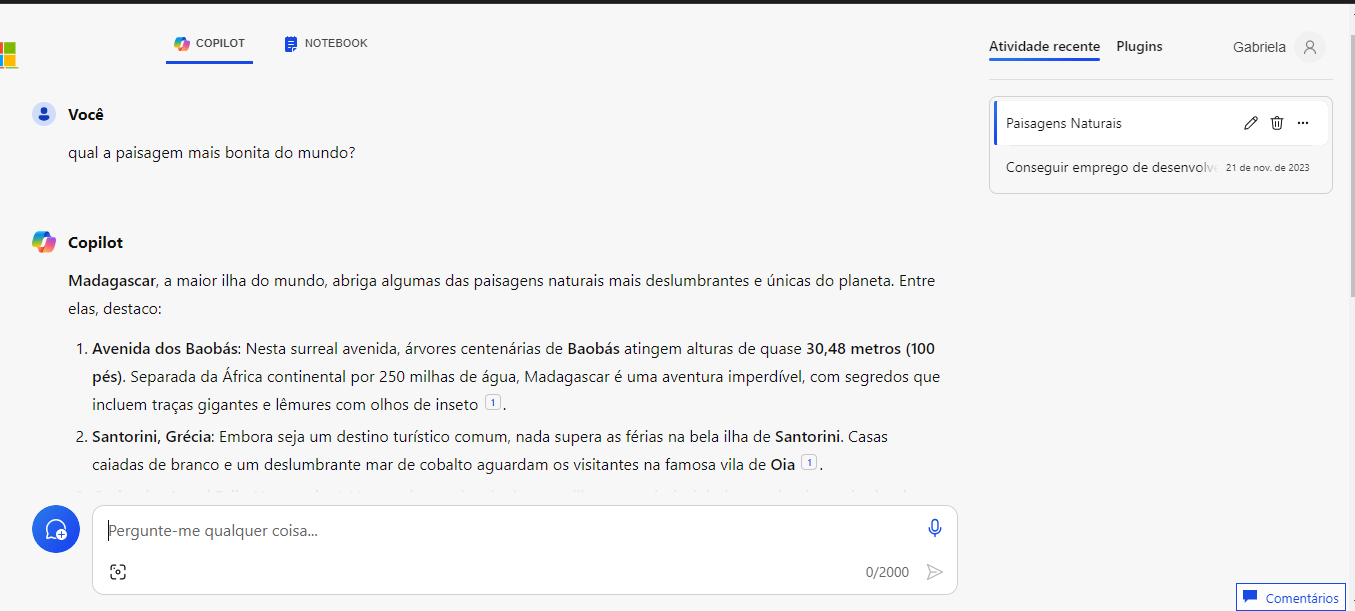 COPILOT
NOTEBOOK
Atividade recente
Plugins
Gabriela
Você
qual a paisagem mais bonita do mundo?
Paisagens Naturais
Conseguir emprego de desenvolve 21 de nov. de 2023
Copilot
Madagascar, a maior ilha do mundo, abriga algumas das paisagens naturais mais deslumbrantes e únicas do planeta. Entre
elas, destaco:
1. Avenida dos Baobás: Nesta surreal avenida, árvores centenárias de Baobás atingem alturas de quase 30,48 metros (100
pés). Separada da África continental por 250 milhas de água, Madagascar é uma aventura imperdível, com segredos que
incluem traças gigantes e lêmures com olhos de inseto 1.
2. Santorini, Grécia: Embora seja um destino turístico comum, nada supera as férias na bela ilha de Santorini. Casas
caiadas de branco e um deslumbrante mar de cobalto aguardam os visitantes na famosa vila de Oia 1.
Pergunte-me qualquer coisa...
0/2000
Comentários